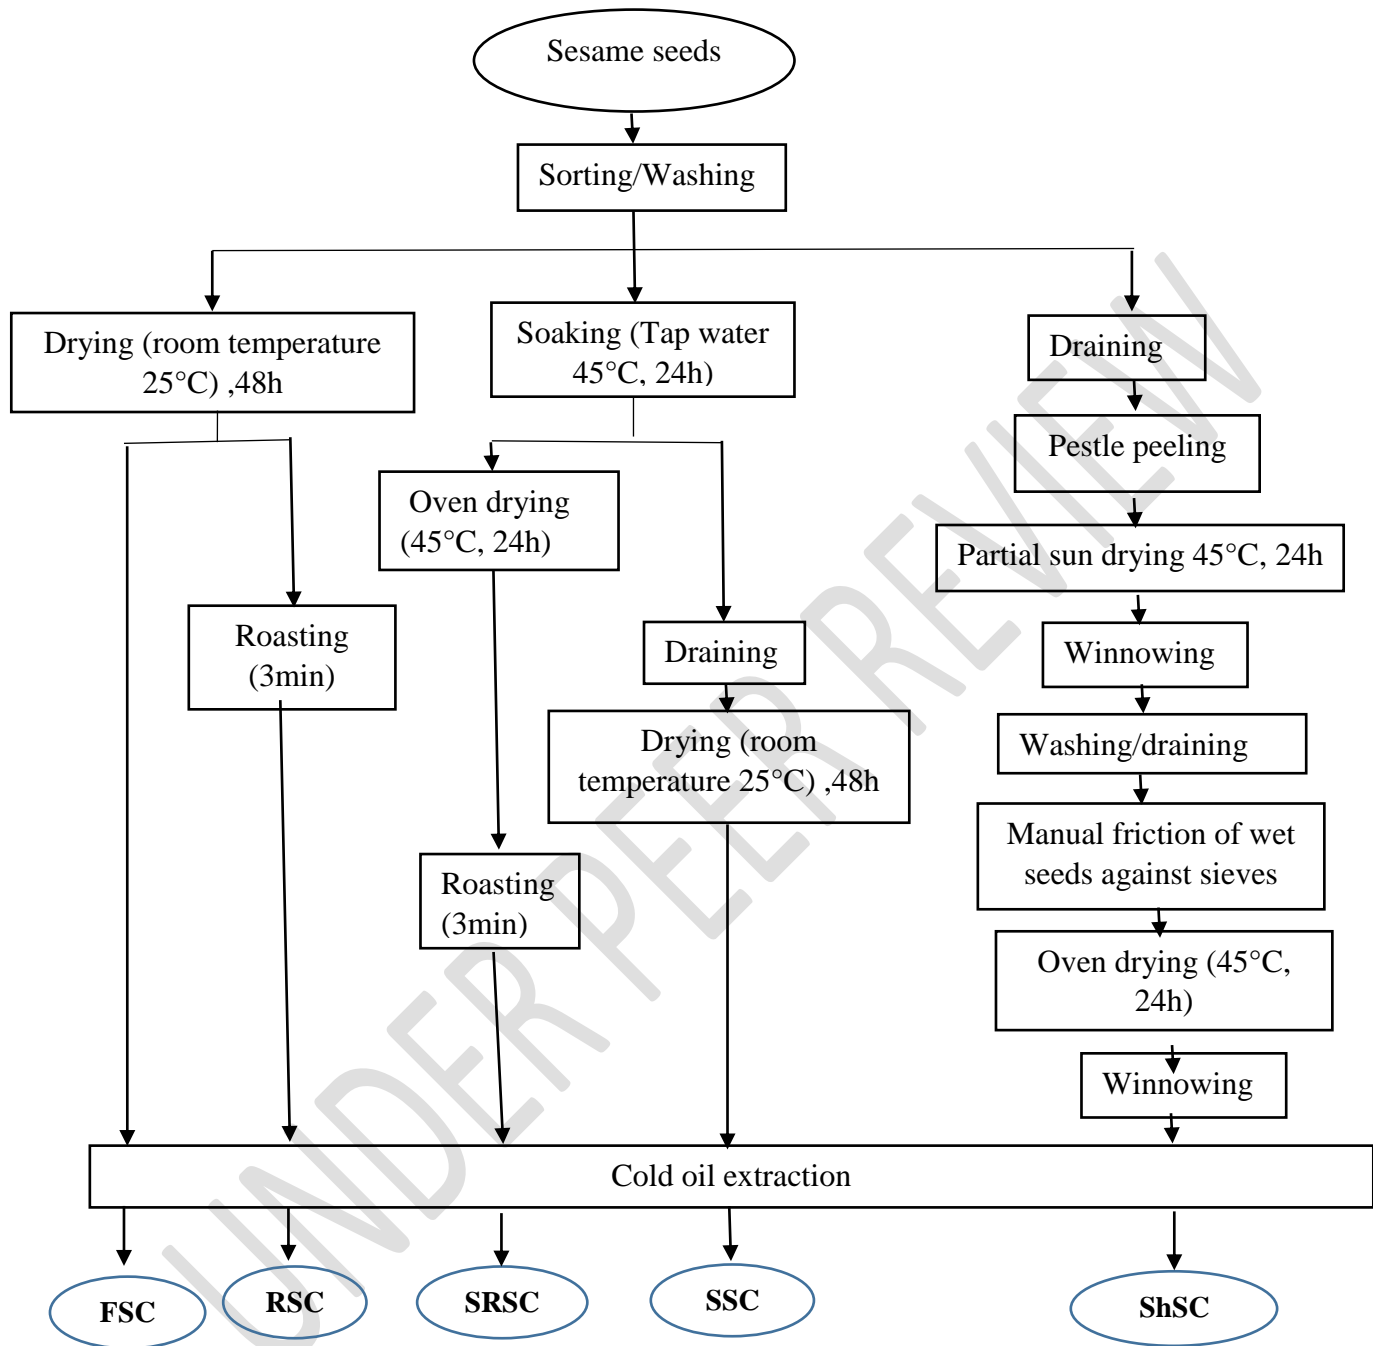 Sesame seeds
Sorting/Washing
Drying (room temperature
25°C) ,48h
Soaking (Tap water
45°C, 24h)
Draining
Pestle peeling
Oven drying
(45°C, 24h)
Partial sun drying 45°C, 24h
Roasting
(3min)
Draining
Winnowing
Drying (room
temperature 25°C) ,48h
Washing/draining
Manual friction of wet
seeds against sieves
Roasting
(3min)
Oven drying (45°C,
24h)
Winnowing
Cold oil extraction
FSC
RSC
SRSC
SSC
ShSC
UNDER PEER REVIEW